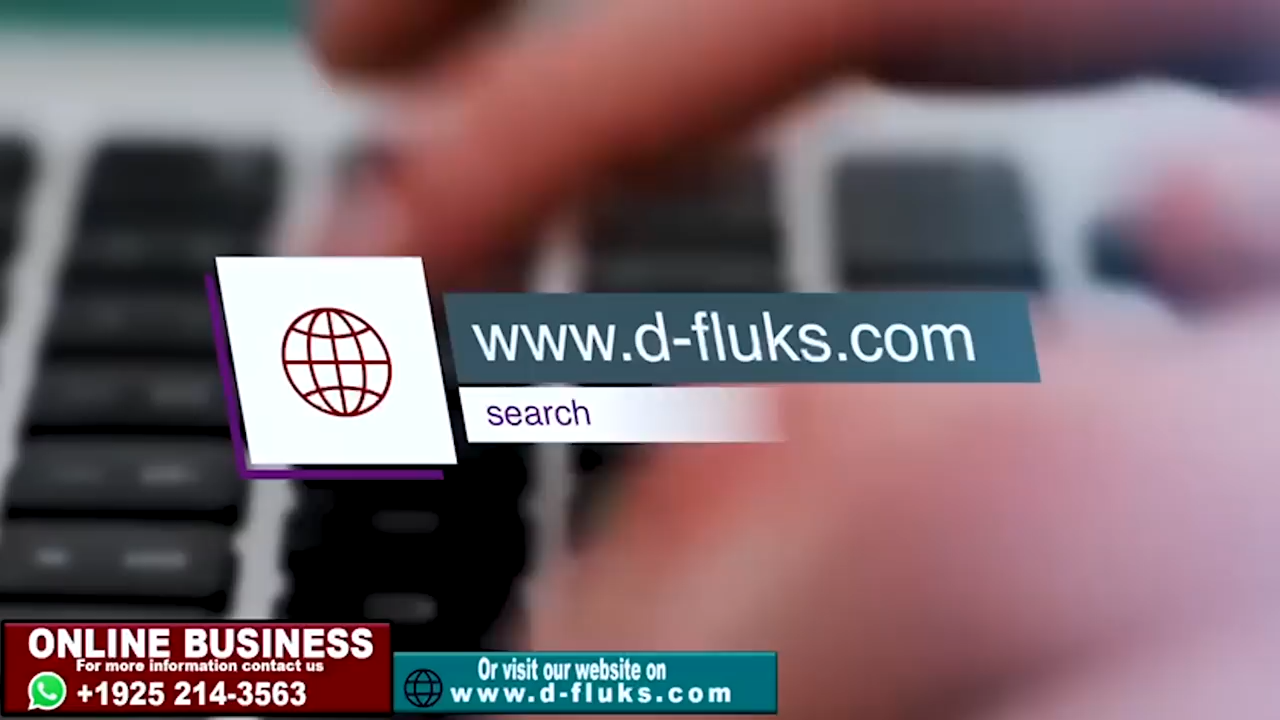 www.d-fluks.com
search
ONLINE BUSINESS
For more information contact us
+1925 214-3563
Or visit our website on
www.d-fluks.com